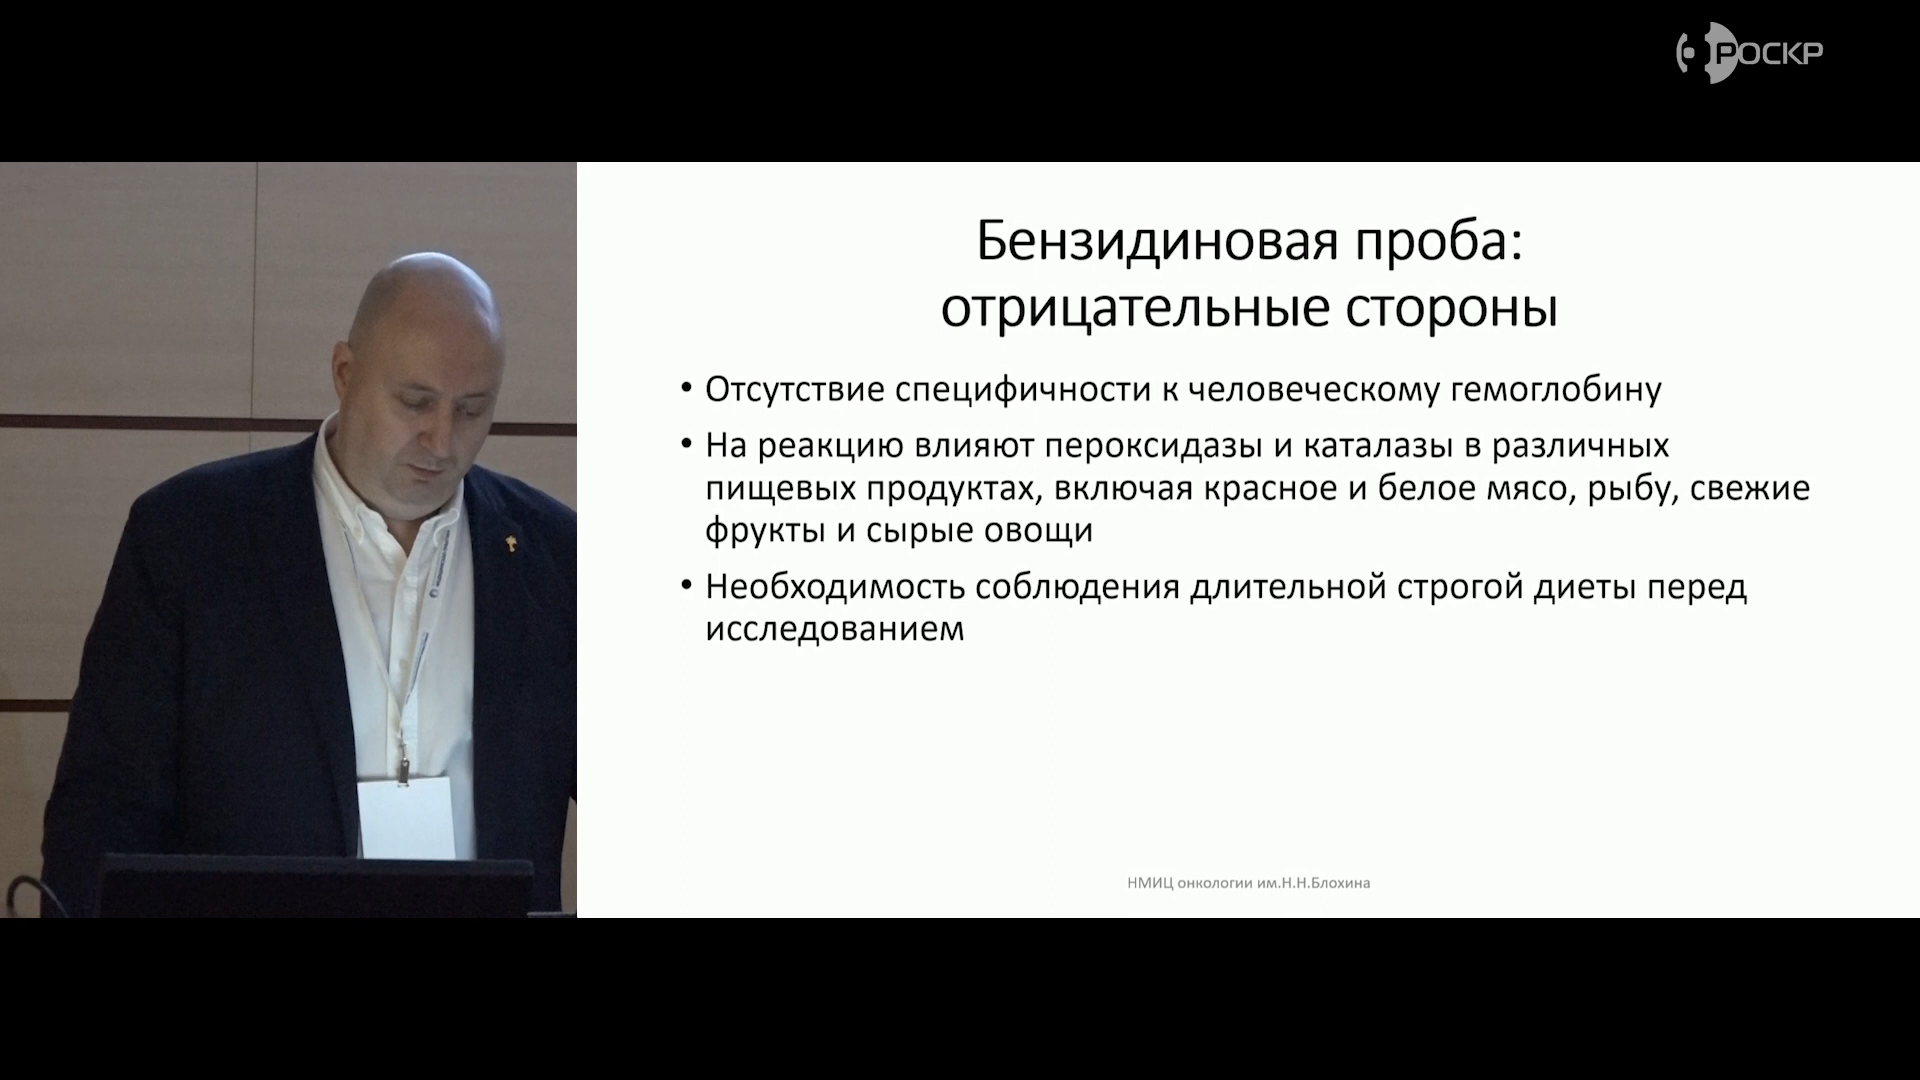 РОСКР
Бензидиновая проба:
отрицательные стороны
• Отсутствие специфичности к человеческому гемоглобину
• На реакцию влияют пероксидазы и каталазы в различных
пищевых продуктах, включая красное и белое мясо, рыбу, свежие
фрукты и сырые овощи
• Необходимость соблюдения длительной строгой диеты перед
исследованием
НМИЦ онкологии им.Н.Н.Блохина